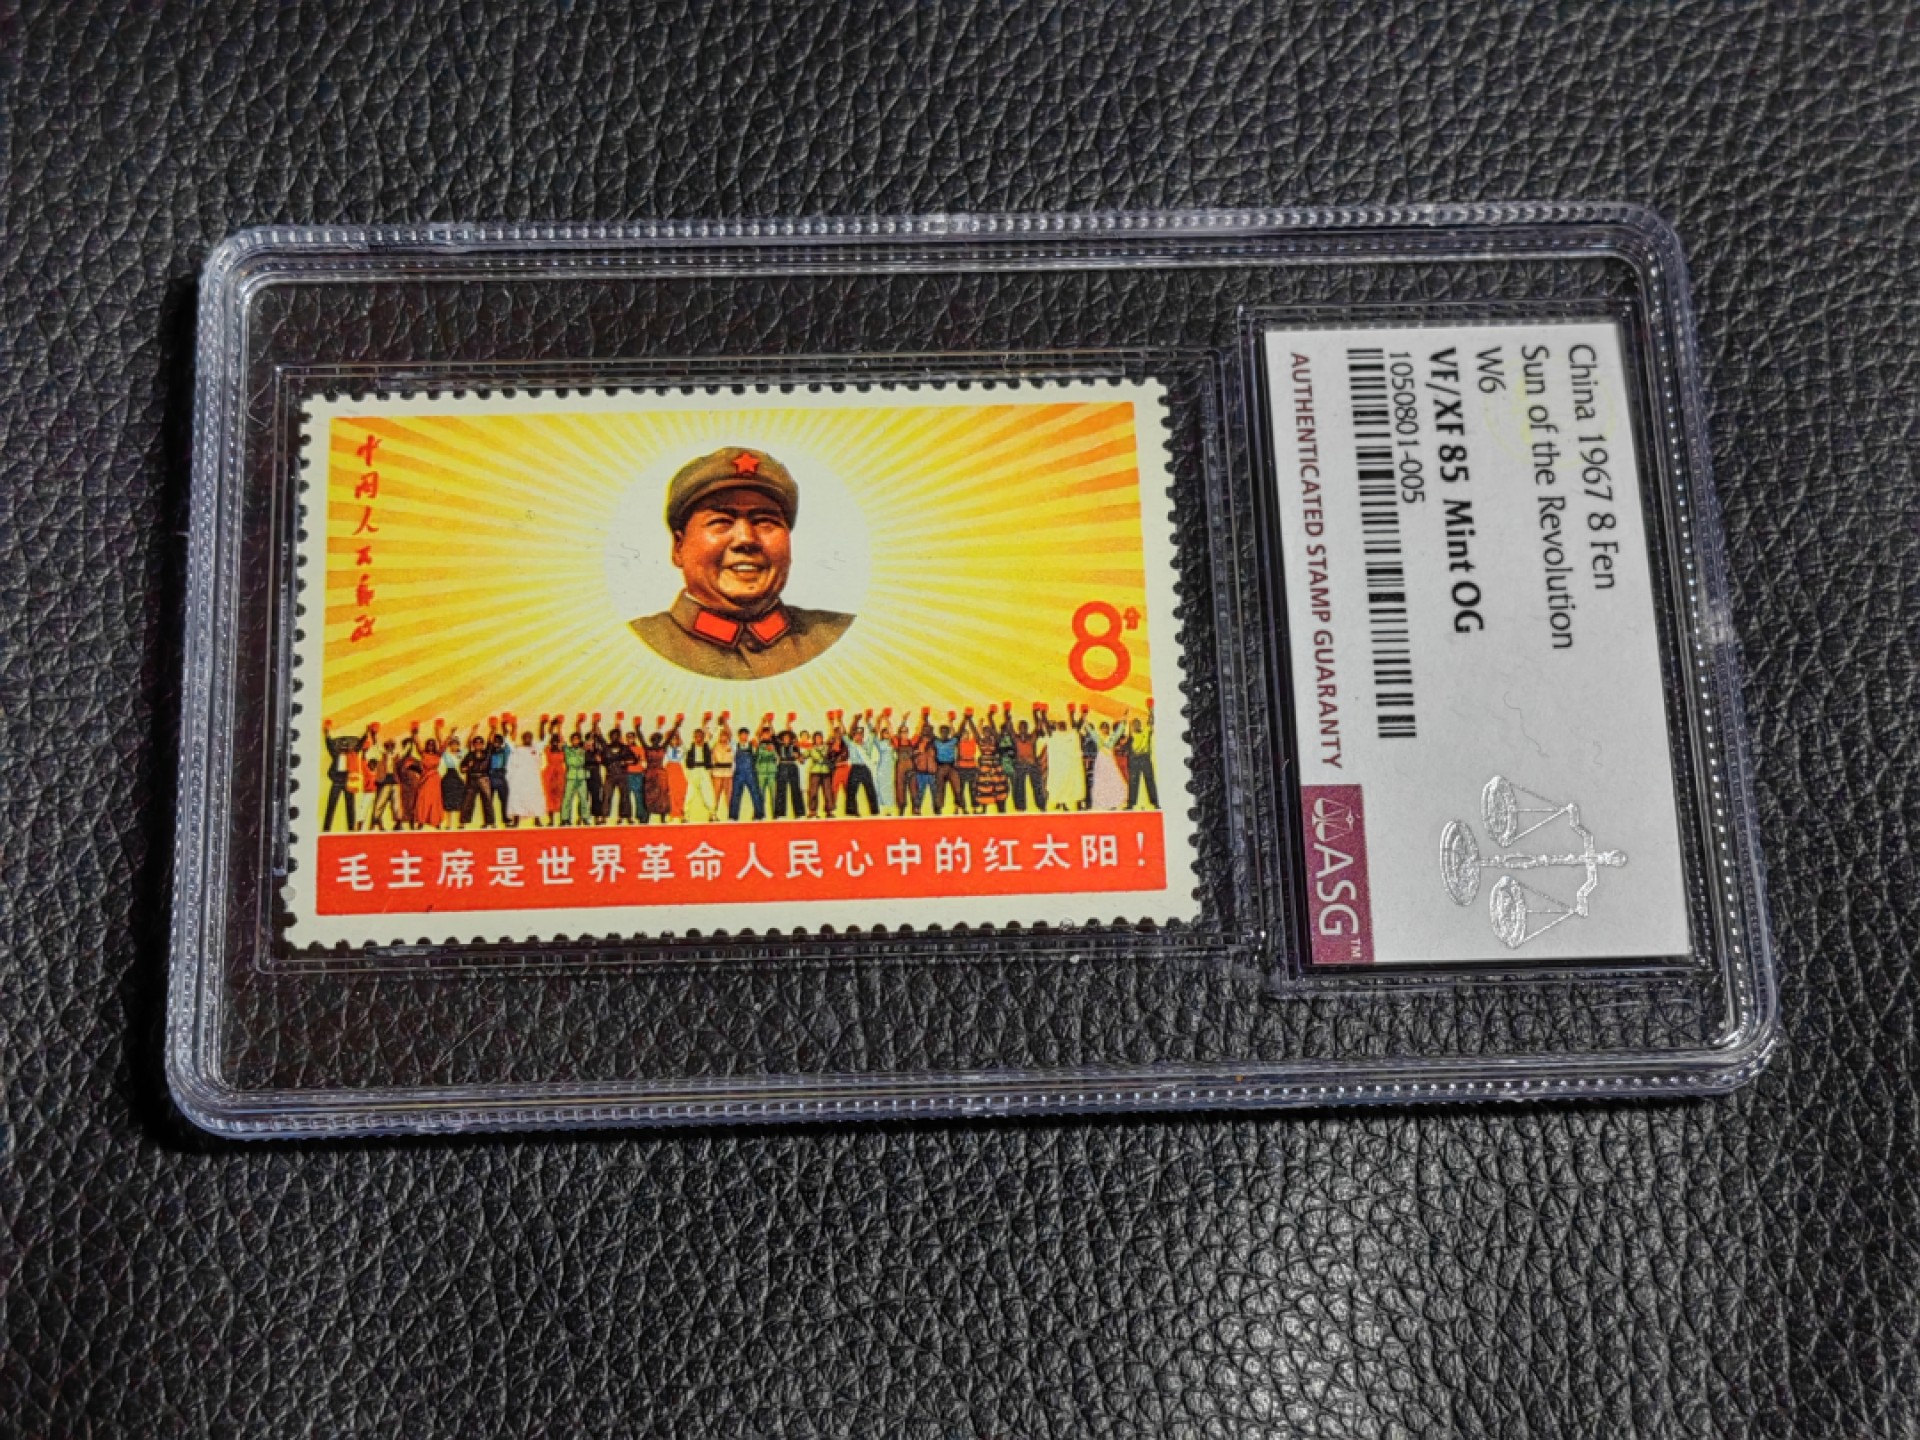 中国人民邮政
8分
毛主席是世界革命人民心中的红太阳！
China 1967 8 Fen
Sun of the Revolution
W6
VF/XF 85 Mint OG
1050801-005
AUTHENTICATED STAMP GUARANTY
ASG™